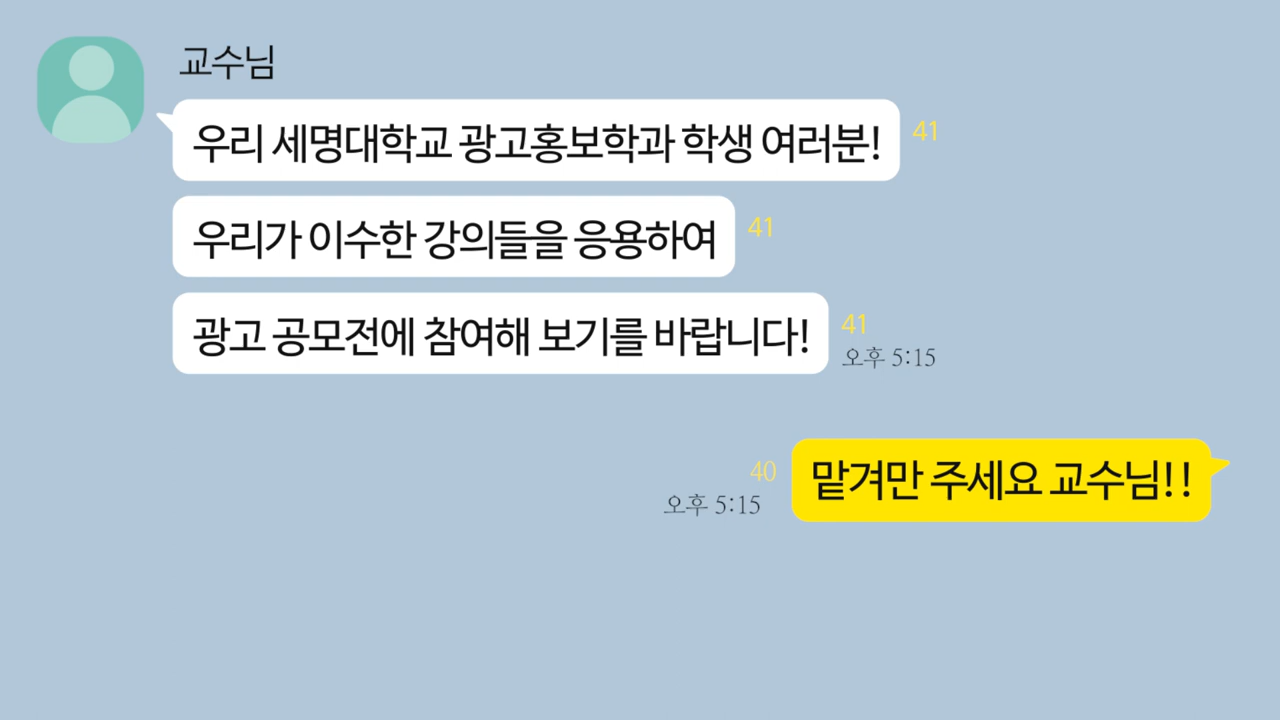 교수님
우리 세명대학교 광고홍보학과 학생 여러분!
41
우리가 이수한 강의들을 응용하여
41
광고 공모전에 참여해 보기를 바랍니다!
41
오후 5:15
맡겨만 주세요 교수님!!
40
오후 5:15